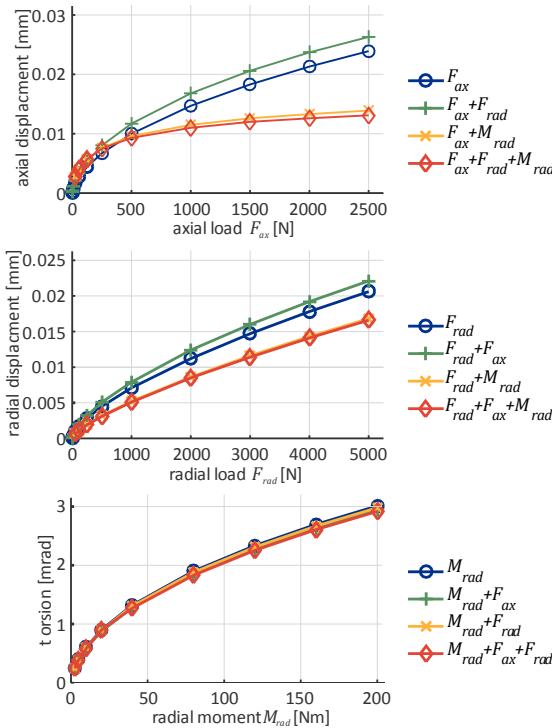 axial displacement [mm]
0.03
0.02
0.01
0
0 500 1000 1500 2000 2500
axial load F_ax [N]
F_ax
F_ax+F_rad
F_ax+M_rad
F_ax+F_rad+M_rad
radial displacment [mm]
0.025
0.02
0.015
0.01
0.005
0
0 1000 2000 3000 4000 5000
radial load F_rad [N]
F_rad
F_rad+F_ax
F_rad+M_rad
F_rad+F_ax+M_rad
t orsion [mrad]
3
2
1
0
0 50 100 150 200
radial moment M_rad [Nm]
M_rad
M_rad+F_ax
M_rad+F_rad
M_rad+F_ax+F_rad